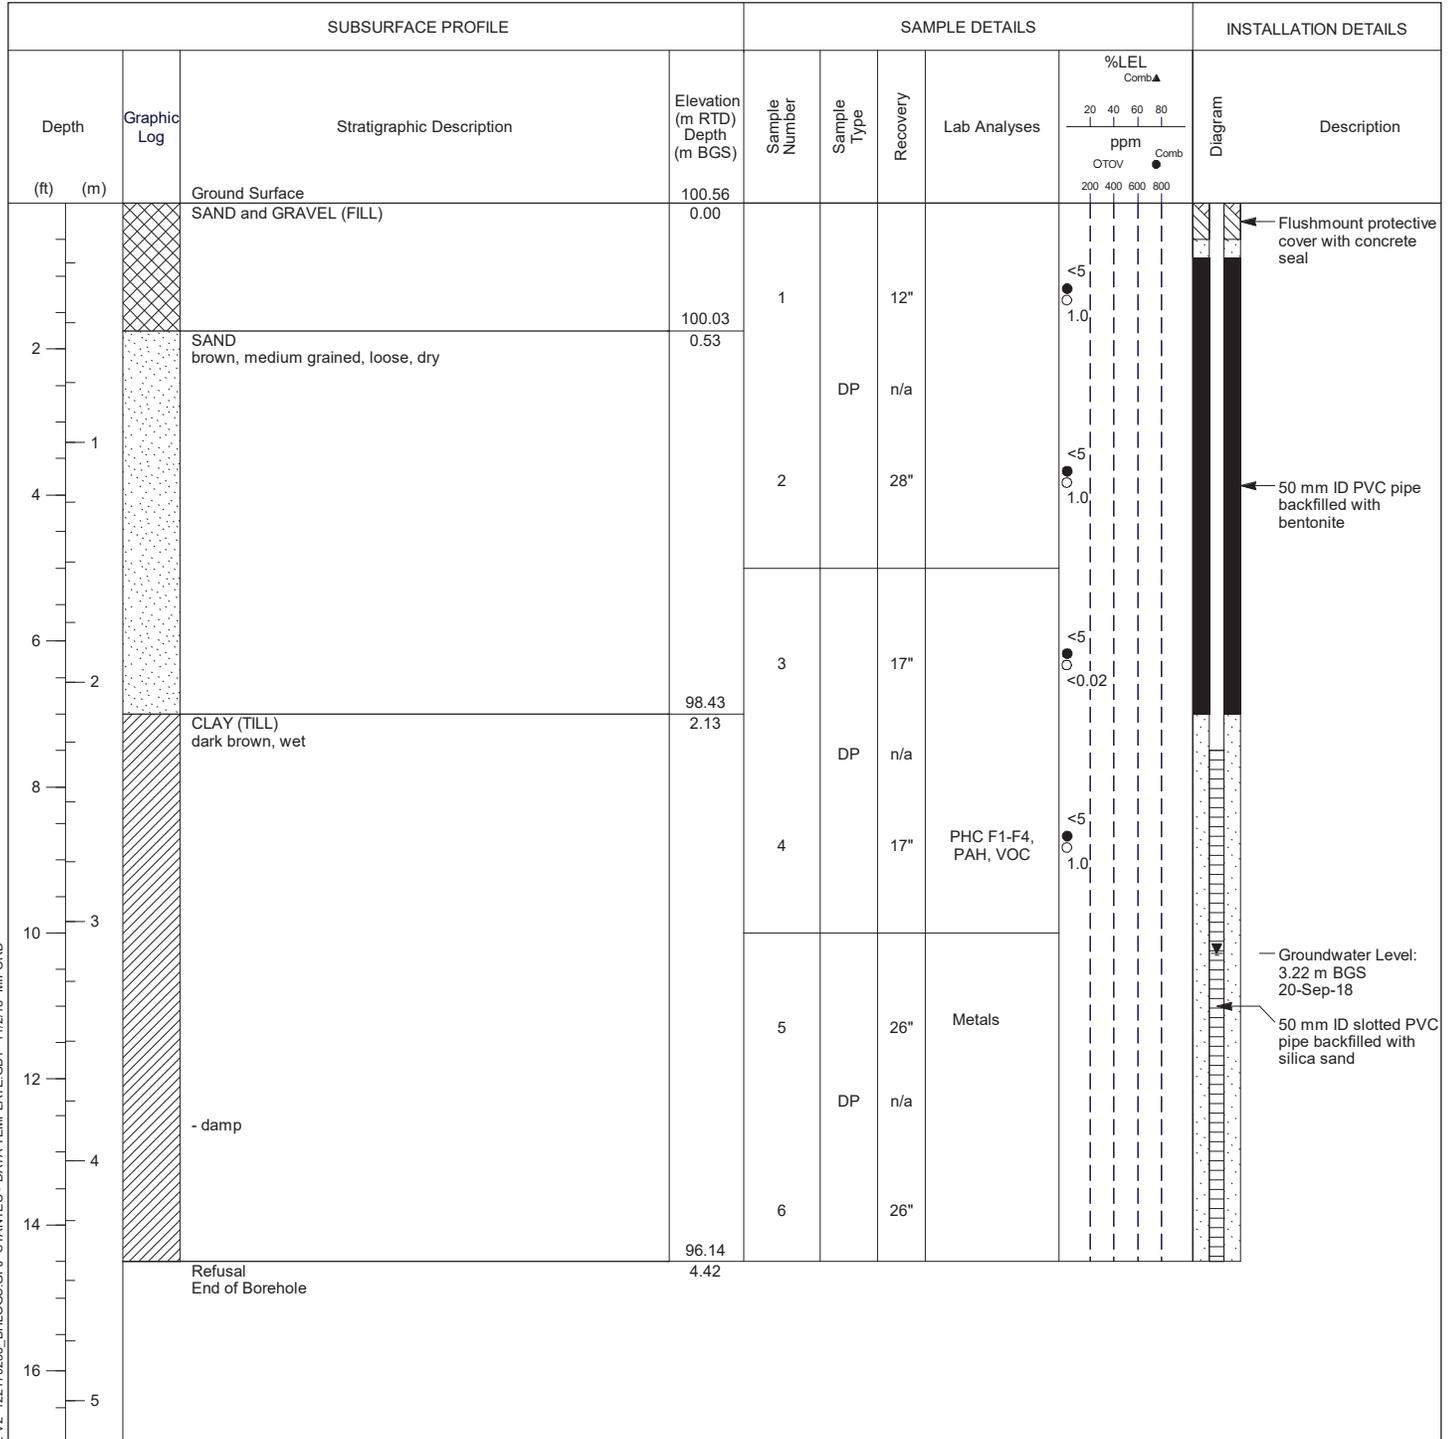 SUBSURFACE PROFILE
SAMPLE DETAILS
INSTALLATION DETAILS
Depth
(ft) (m)
Graphic
Log
Stratigraphic Description
Elevation
(m RTD)
Depth
(m BGS)
Sample
Number
Sample
Type
Recovery
Lab Analyses
%LEL
Comb▲
20 40 60 80
ppm
OTOV
● Comb
200 400 600 800
Diagram
Description
Ground Surface 100.56
SAND and GRAVEL (FILL) 0.00
Flushmount protective
cover with concrete
seal
<5
1 12"
1.0
100.03
SAND 0.53
brown, medium grained, loose, dry
2
DP n/a
1
<5
2 28"
1.0
4
50 mm ID PVC pipe
backfilled with
bentonite
6
<5
3 17"
<0.02
2
98.43
CLAY (TILL) 2.13
dark brown, wet
DP n/a
8
<5
4 17"
PHC F1-F4,
PAH, VOC
1.0
3
10
Groundwater Level:
3.22 m BGS
20-Sep-18
5 26" Metals
50 mm ID slotted PVC
pipe backfilled with
silica sand
12
DP n/a
- damp
4
6 26"
14
96.14
Refusal 4.42
End of Borehole
16
5